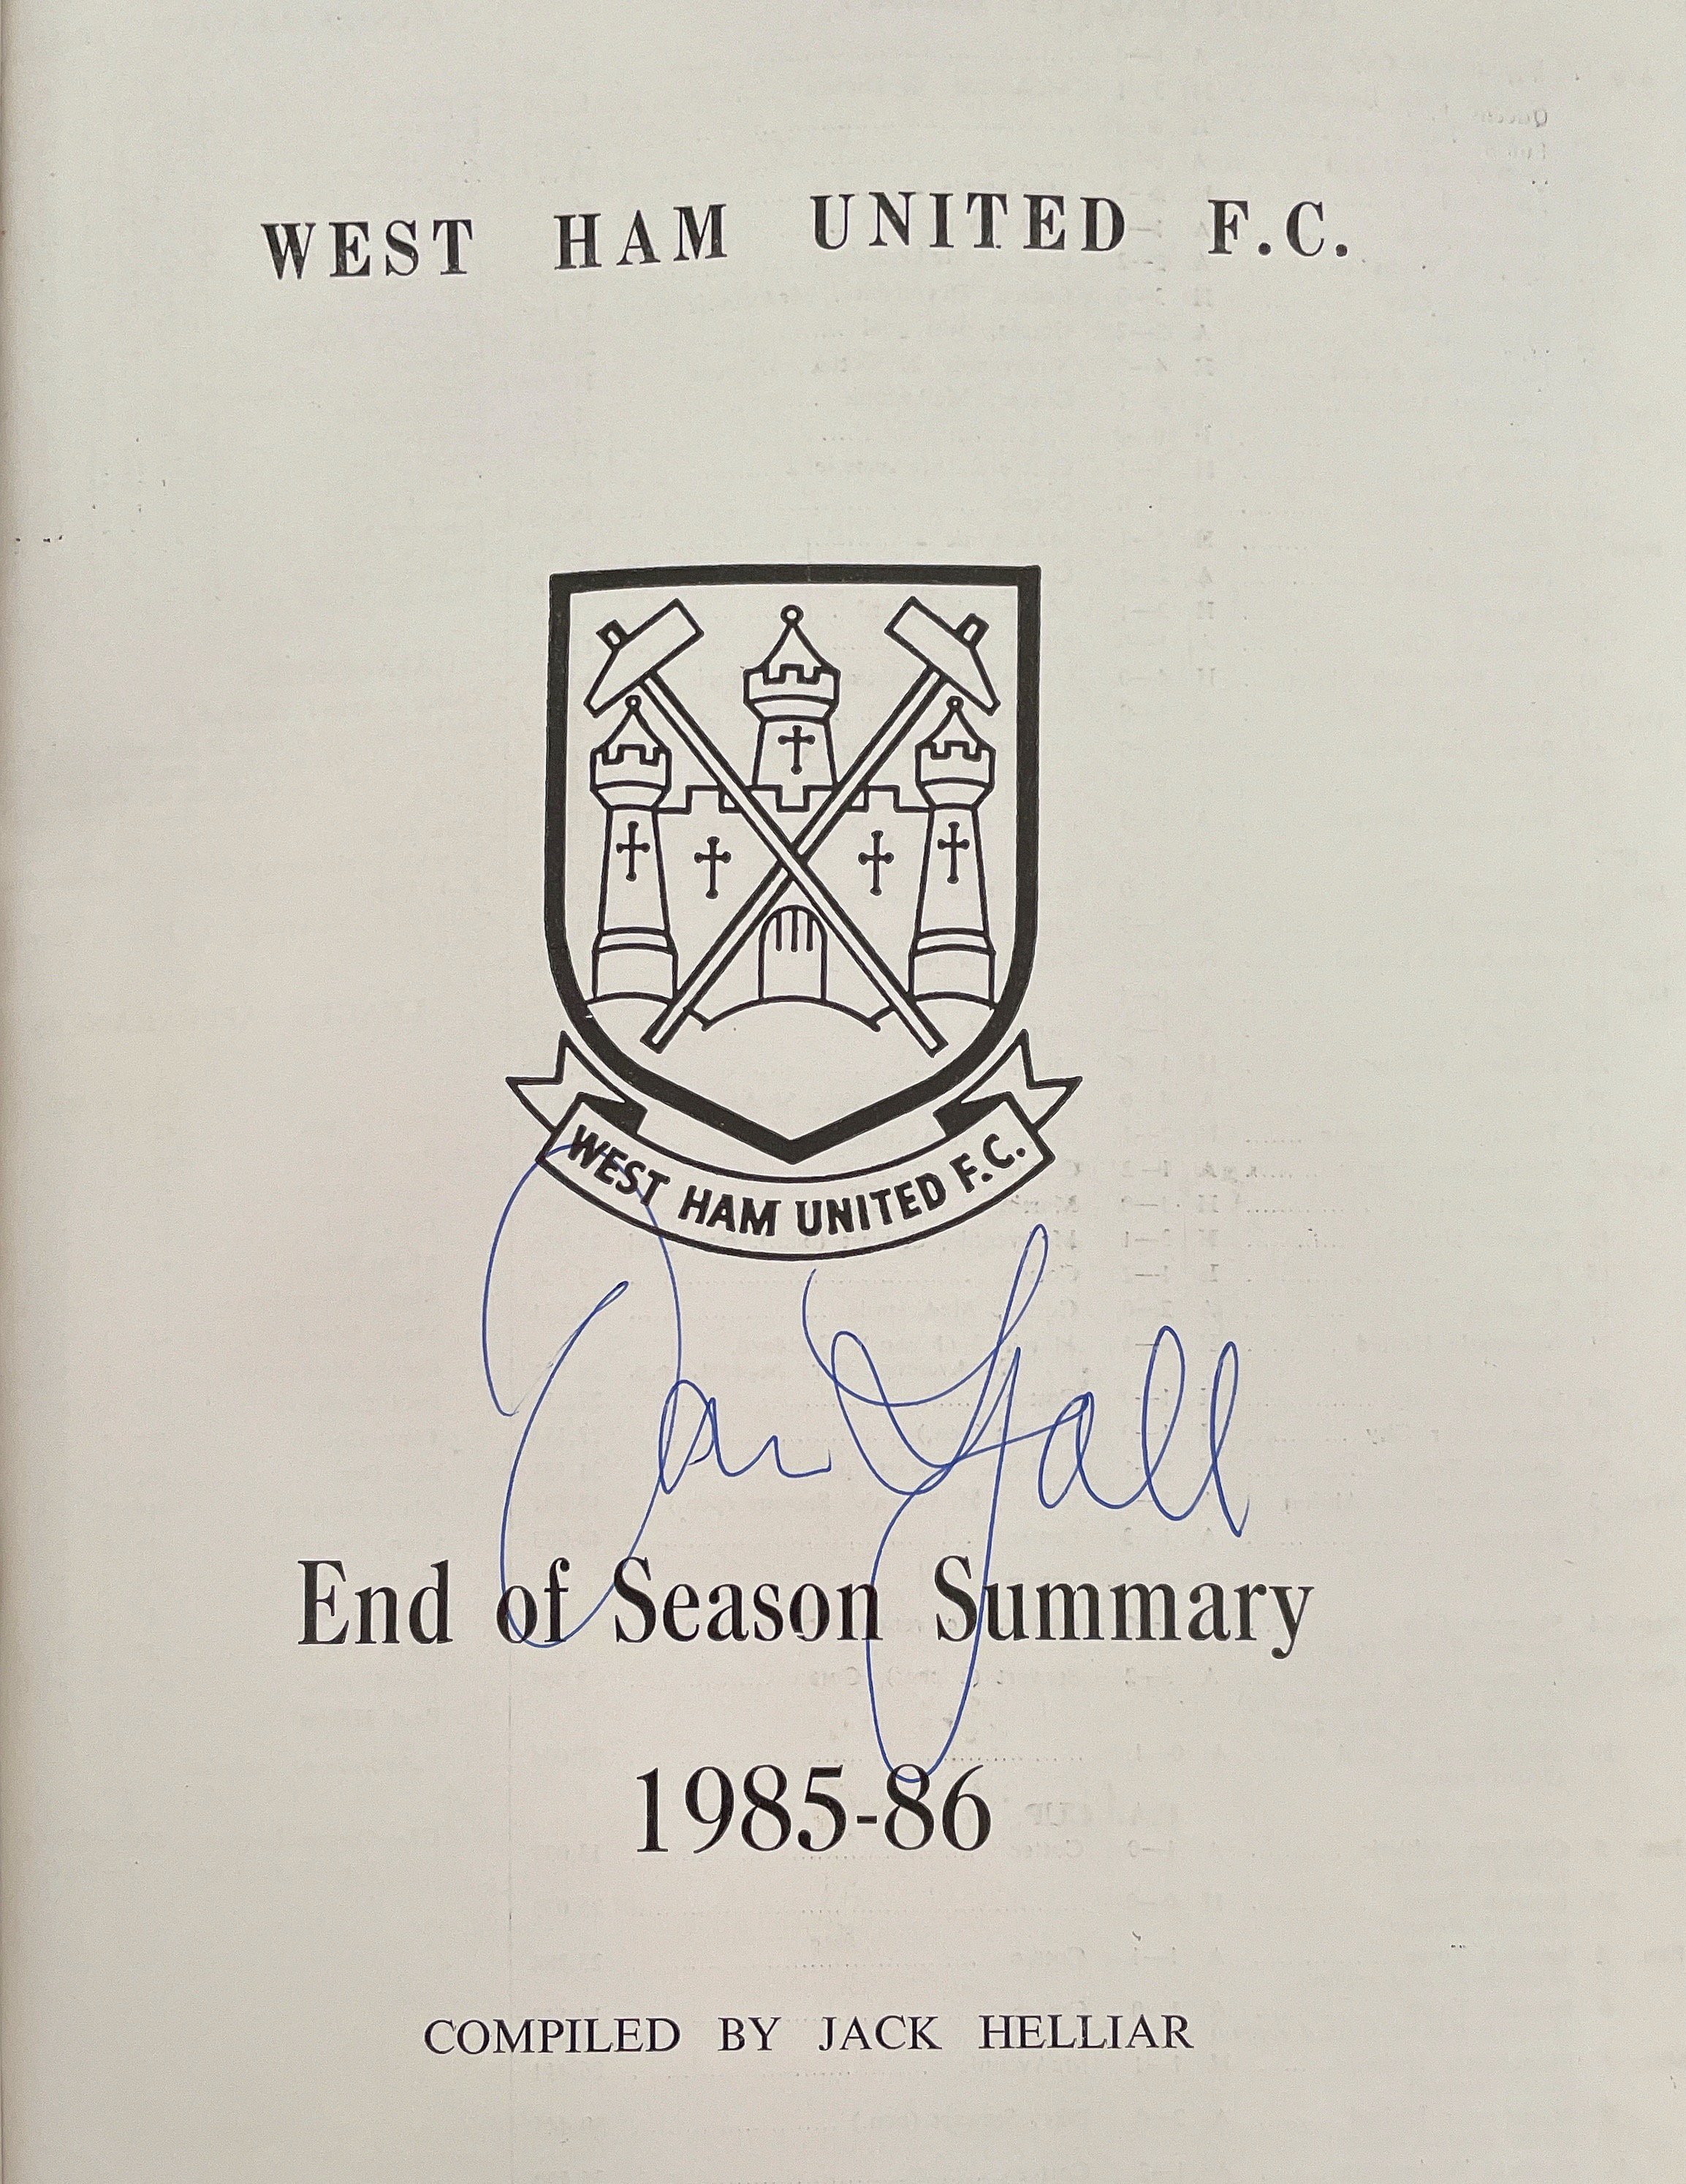 WEST HAM UNITED F.C.
WEST HAM UNITED F.C.
End of Season Summary
1985-86
COMPILED BY JACK HELLIAR